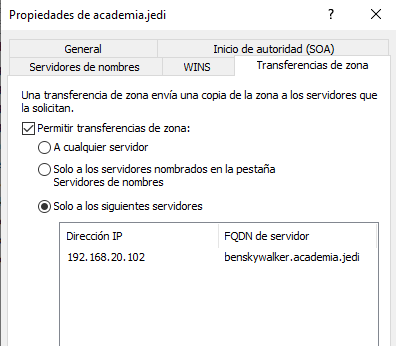 Propiedades de academia.jedi
? ×
General
Inicio de autoridad (SOA)
Servidores de nombres
WINS
Transferencias de zona
Una transferencia de zona envía una copia de la zona a los servidores que
la solicitan.
Permitir transferencias de zona:
A cualquier servidor
Solo a los servidores nombrados en la pestaña
Servidores de nombres
Solo a los siguientes servidores
Dirección IP
FQDN de servidor
192.168.20.102
benskywalker.academia.jedi